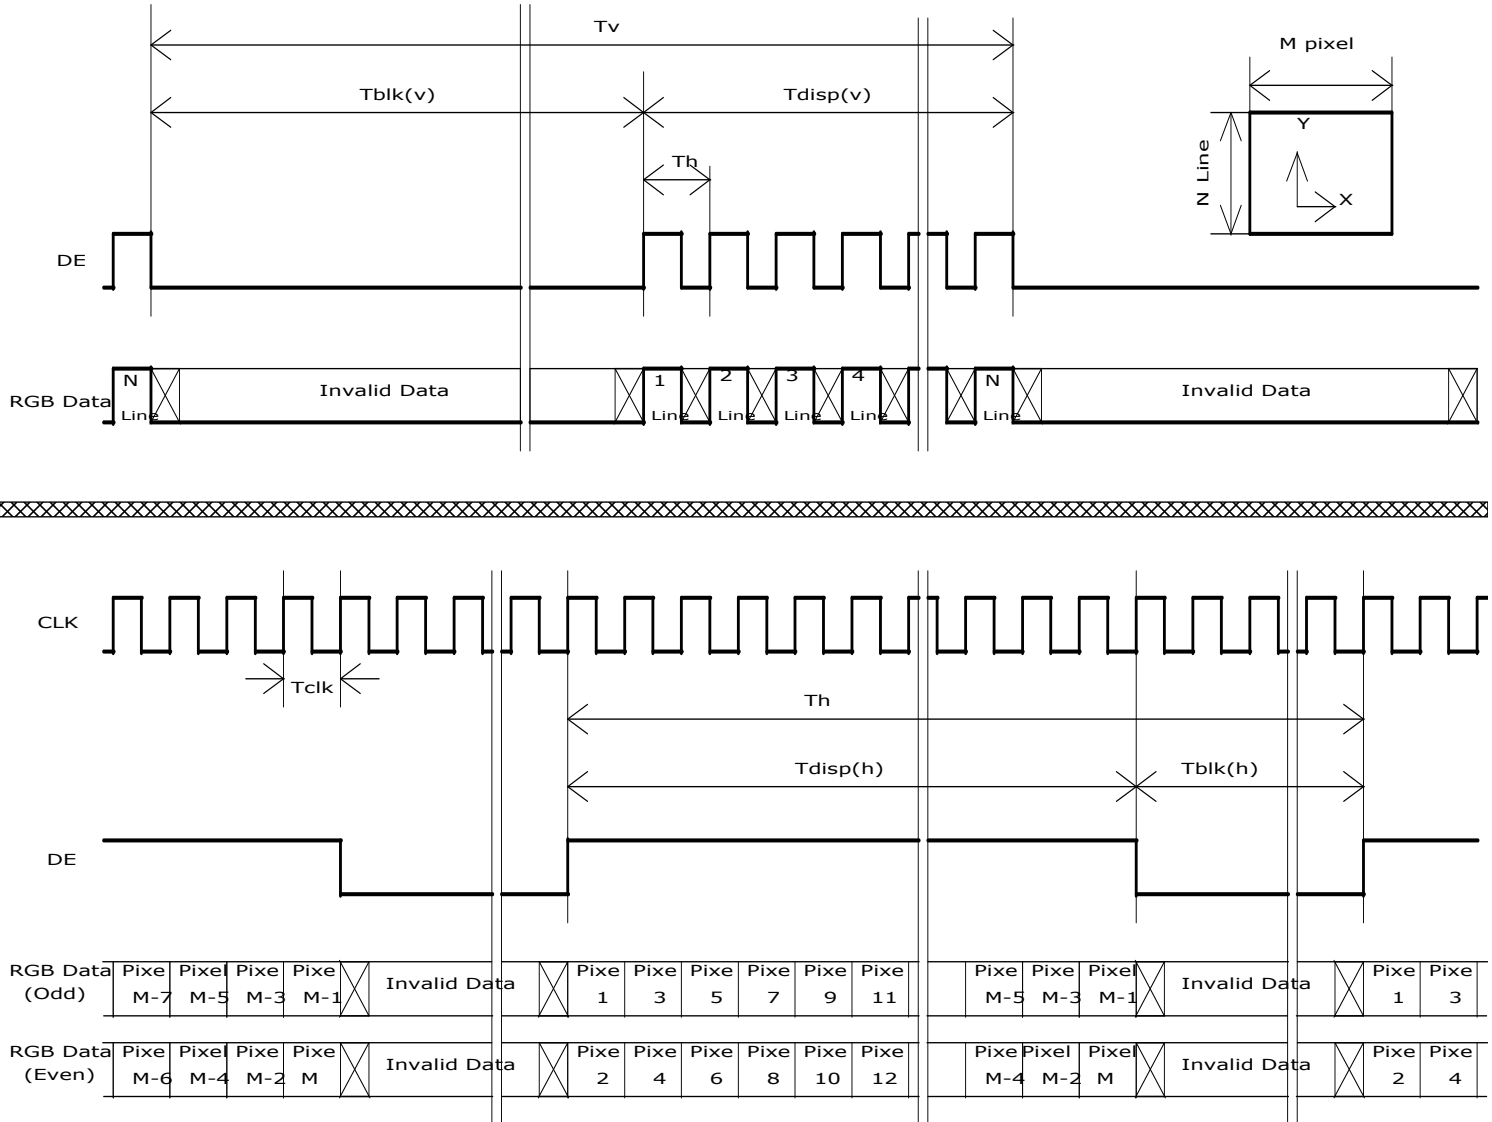 Tv
M pixel
Tblk(v)
Tdisp(v)
Th
N Line
Y
X
DE
RGB Data
N
Line
Invalid Data
1
Line
2
Line
3
Line
4
Line
N
Line
Invalid Data
CLK
Tclk
Th
Tdisp(h)
Tblk(h)
DE
RGB Data
(Odd)
Pixe Pixel Pixe Pixe
M-7 M-5 M-3 M-1
Invalid Data
Pixe Pixe Pixe Pixe Pixe Pixe
1 3 5 7 9 11
Pixe Pixe Pixel
M-5 M-3 M-1
Invalid Data
Pixe Pixe
1 3
RGB Data
(Even)
Pixe Pixel Pixe Pixe
M-6 M-4 M-2 M
Invalid Data
Pixe Pixe Pixe Pixe Pixe Pixe
2 4 6 8 10 12
Pixe Pixel Pixel
M-4 M-2 M
Invalid Data
Pixe Pixe
2 4